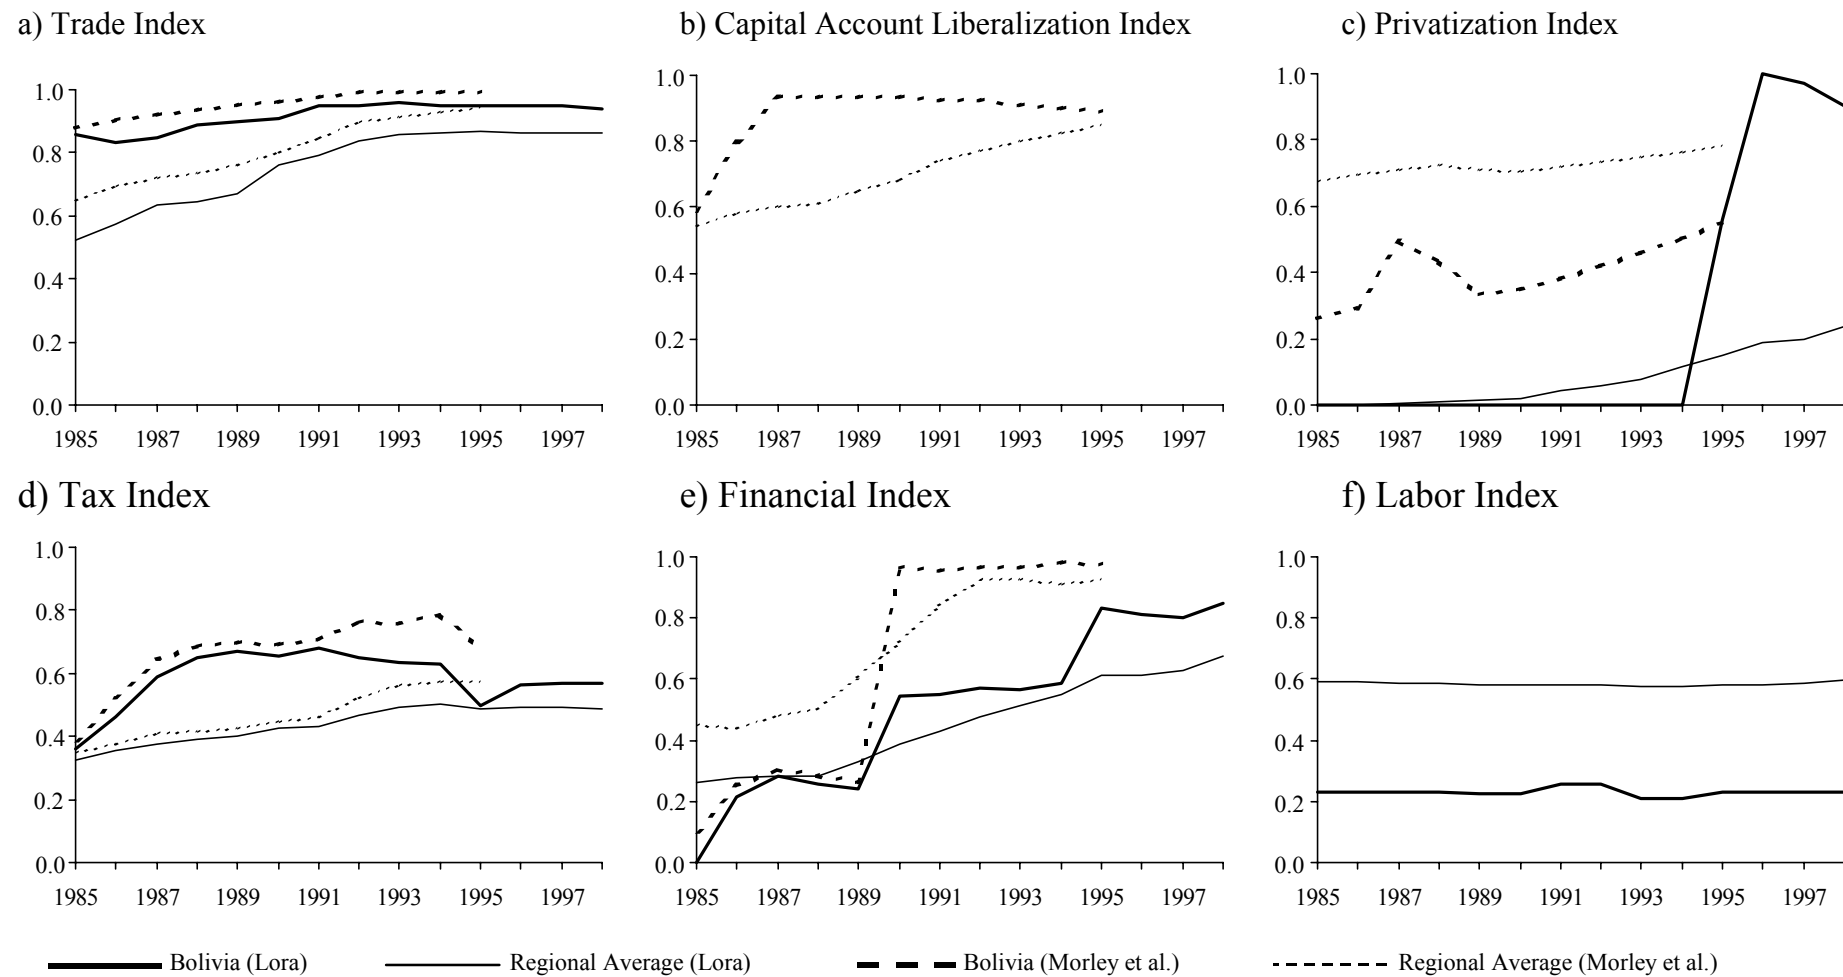 a) Trade Index
b) Capital Account Liberalization Index
c) Privatization Index
1.0
0.8
0.6
0.4
0.2
0.0
1985 1987 1989 1991 1993 1995 1997
1.0
0.8
0.6
0.4
0.2
0.0
1985 1987 1989 1991 1993 1995 1997
1.0
0.8
0.6
0.4
0.2
0.0
1985 1987 1989 1991 1993 1995 1997
d) Tax Index
e) Financial Index
f) Labor Index
1.0
0.8
0.6
0.4
0.2
0.0
1985 1987 1989 1991 1993 1995 1997
1.0
0.8
0.6
0.4
0.2
0.0
1985 1987 1989 1991 1993 1995 1997
1.0
0.8
0.6
0.4
0.2
0.0
1985 1987 1989 1991 1993 1995 1997
Bolivia (Lora) Regional Average (Lora) Bolivia (Morley et al.) Regional Average (Morley et al.)